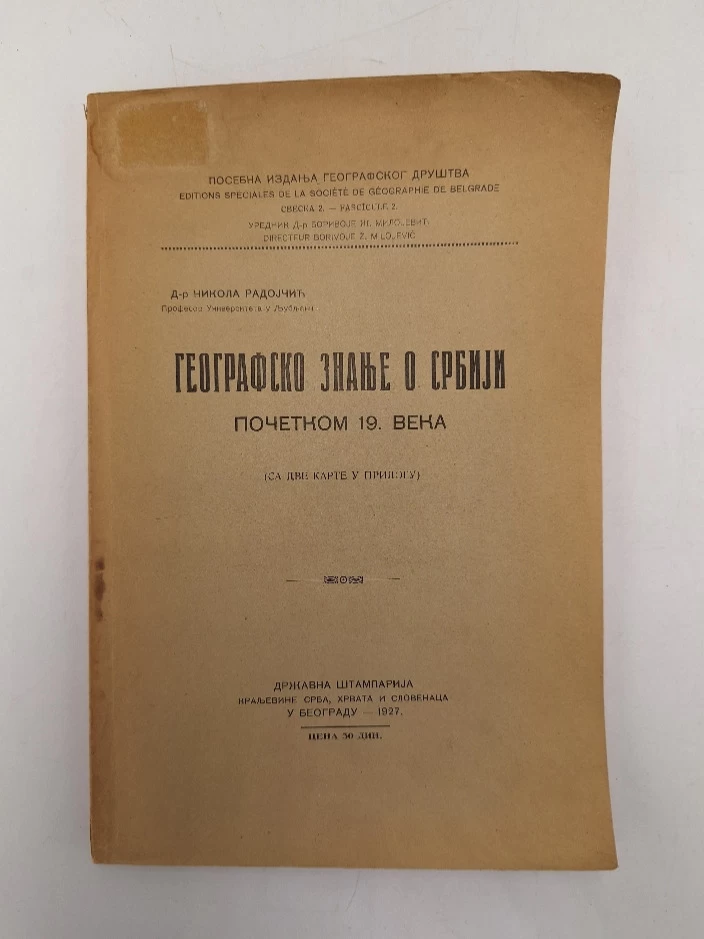 ПОСЕБНА ИЗДАЊА ГЕОГРАФСКОГ ДРУШТВА
EDITIONS SPÉCIALES DE LA SOCIÉTÉ DE GÉOGRAPHIE DE BELGRADE
СВЕСКА 2. — FASCICULE 2.
УРЕДНИК Д-р БОРИВОЈЕ Ж. МИЛОЈЕВИЋ
DIRECTEUR BORIVOJE Ž. MILOJEVIĆ
Д-р НИКОЛА РАДОЈЧИЋ
Професор Универзитета у Љубљани
ГЕОГРАФСКО ЗНАЊЕ О СРБИЈИ
ПОЧЕТКОМ 19. ВЕКА
(СА ДВЕ КАРТЕ У ПРИЛОГУ)
ДРЖАВНА ШТАМПАРИЈА
КРАЉЕВИНЕ СРБА, ХРВАТА И СЛОВЕНАЦА
У БЕОГРАДУ — 1927.
ЦЕНА 30 ДИН.